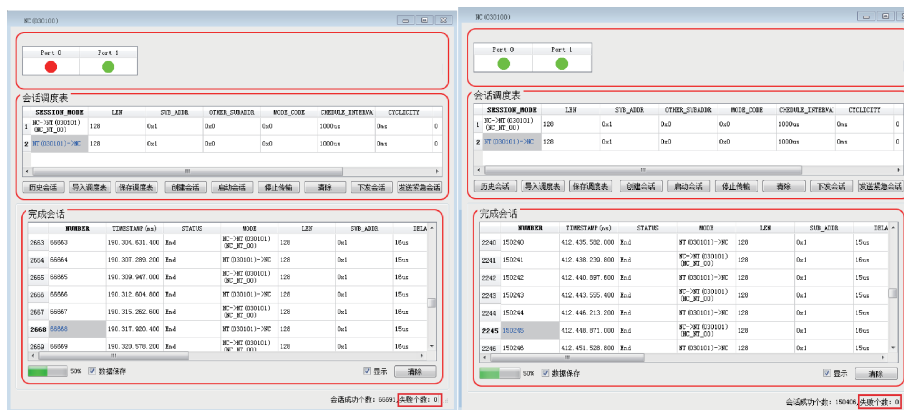 NC(030100)
Port 0 Port 1
会话调度表
SESSION_MODE LEN SUB_ADDR OTHER_SUBADDR MODE_CODE CHEDULE_INTERVA CYCLICITY
1 NC->NT(030101) (NC_NT_00) 128 0x1 0x0 0x0 1000us 0ms 0
2 NT(030101)->NC 128 0x1 0x0 0x0 1000us 0ms 0
历史会话 导入调度表 保存调度表 创建会话 启动会话 停止传输 清除 下发会话 发送紧急会话
完成会话
NUMBER TIMESTAMP(ns) STATUS MODE LEN SUB_ADDR DELA
2663 66663 190.304.631.400 End NC->NT(030101) (NC_NT_00) 128 0x1 16us
2664 66664 190.307.289.200 End NT(030101)->NC 128 0x1 15us
2665 66665 190.309.947.000 End NC->NT(030101) (NC_NT_00) 128 0x1 16us
2666 66666 190.312.604.800 End NT(030101)->NC 128 0x1 15us
2667 66667 190.315.262.600 End NC->NT(030101) (NC_NT_00) 128 0x1 16us
2668 66668 190.317.920.400 End NT(030101)->NC 128 0x1 15us
2669 66669 190.320.578.200 End NC->NT(030101) (NC_NT_00) 128 0x1 16us
50% 数据保存 显示 清除
会话成功个数: 66691,失败个数: 0
NC(030100)
Port 0 Port 1
会话调度表
SESSION_MODE LEN SUB_ADDR OTHER_SUBADDR MODE_CODE CHEDULE_INTERVA CYCLICITY
1 NC->NT(030101) (NC_NT_00) 128 0x1 0x0 0x0 1000us 0ms 0
2 NT(030101)->NC 128 0x1 0x0 0x0 1000us 0ms 0
历史会话 导入调度表 保存调度表 创建会话 启动会话 停止传输 清除 下发会话 发送紧急会话
完成会话
NUMBER TIMESTAMP(ns) STATUS MODE LEN SUB_ADDR DELA
2240 150240 412.435.582.000 End NT(030101)->NC 128 0x1 15us
2241 150241 412.438.239.800 End NC->NT(030101) (NC_NT_00) 128 0x1 16us
2242 150242 412.440.897.600 End NT(030101)->NC 128 0x1 15us
2243 150243 412.443.555.400 End NC->NT(030101) (NC_NT_00) 128 0x1 15us
2244 150244 412.446.213.200 End NT(030101)->NC 128 0x1 15us
2245 150245 412.448.871.000 End NC->NT(030101) (NC_NT_00) 128 0x1 16us
2246 150246 412.451.528.800 End NT(030101)->NC 128 0x1 15us
50% 数据保存 显示 清除
会话成功个数: 150406,失败个数: 0